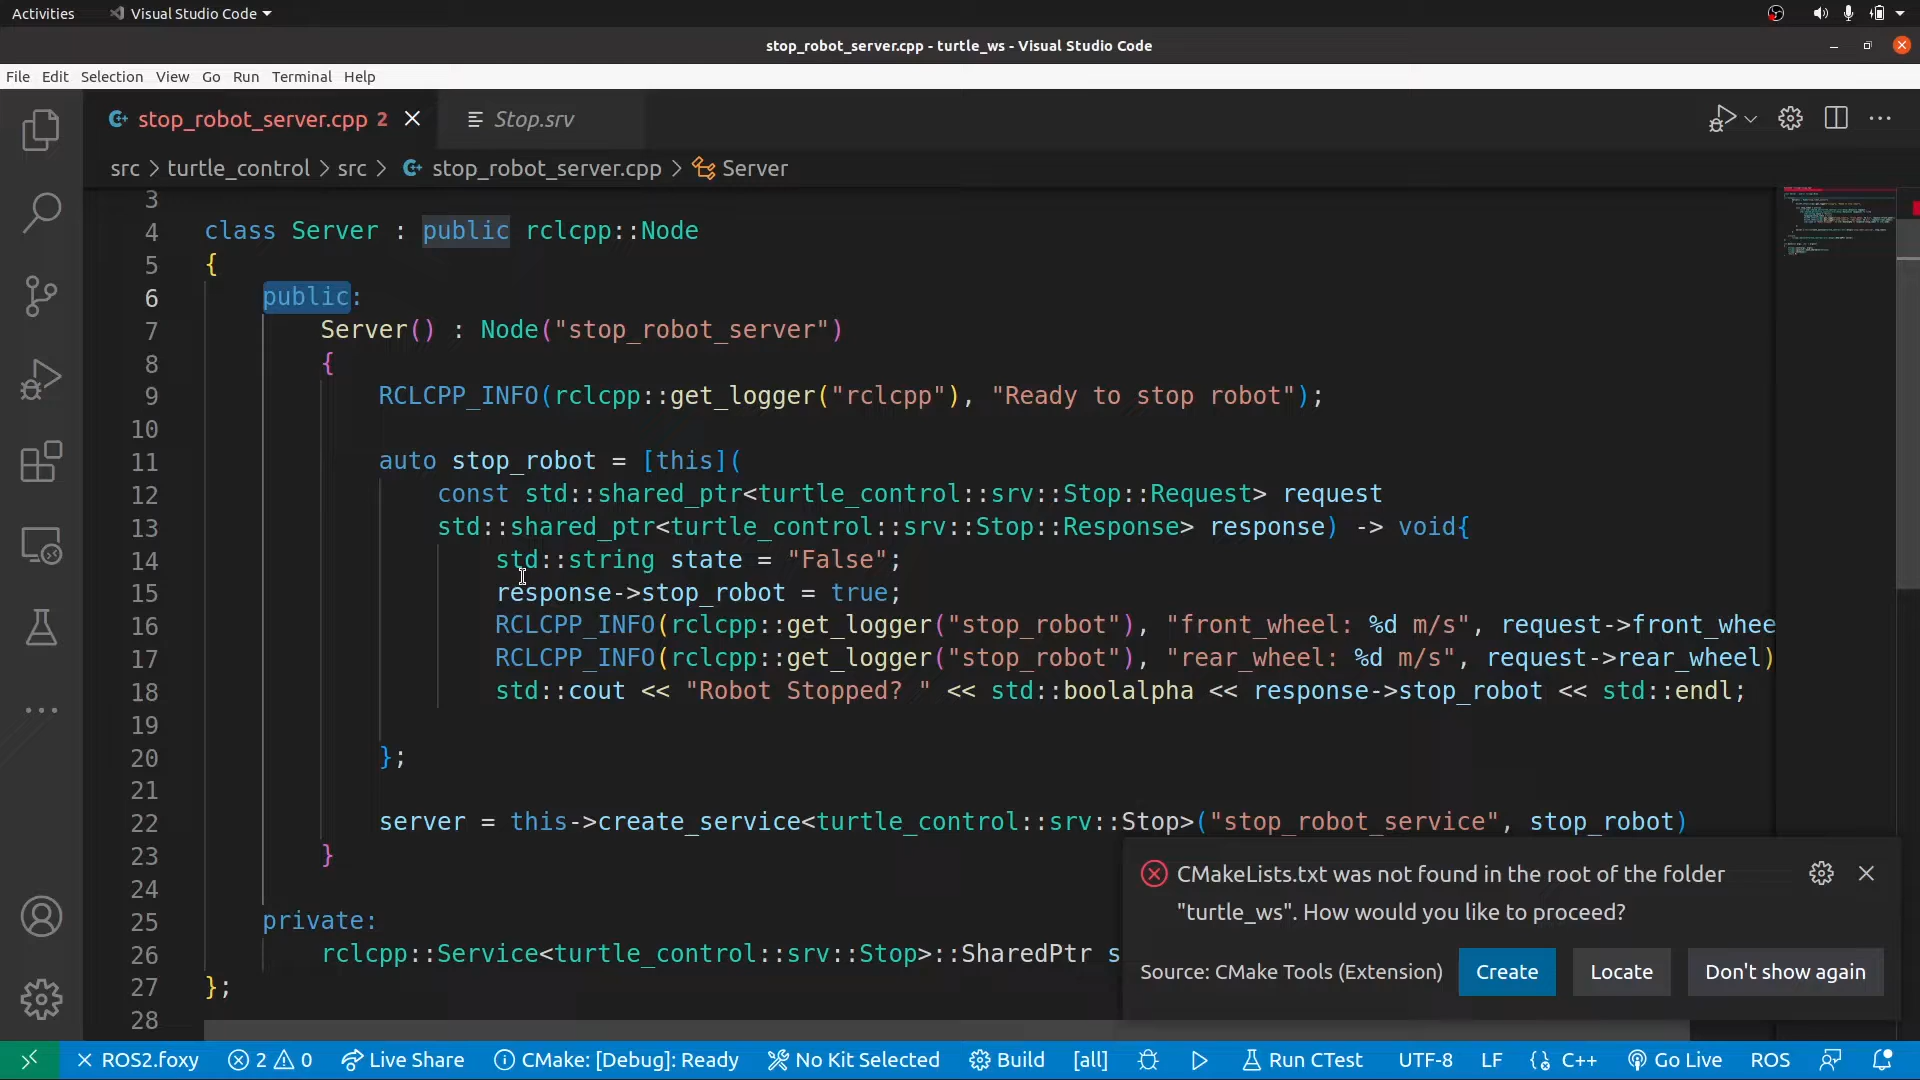 Activities
Visual Studio Code
stop_robot_server.cpp - turtle_ws - Visual Studio Code
File Edit Selection View Go Run Terminal Help
stop_robot_server.cpp 2
Stop.srv
src > turtle_control > src > stop_robot_server.cpp > Server
3
4 class Server : public rclcpp::Node
5 {
6 public:
7 Server() : Node("stop_robot_server")
8 {
9 RCLCPP_INFO(rclcpp::get_logger("rclcpp"), "Ready to stop robot");
10
11 auto stop_robot = [this](
12 const std::shared_ptr<turtle_control::srv::Stop::Request> request
13 std::shared_ptr<turtle_control::srv::Stop::Response> response) -> void{
14 std::string state = "False";
15 response->stop_robot = true;
16 RCLCPP_INFO(rclcpp::get_logger("stop_robot"), "front_wheel: %d m/s", request->front_whee
17 RCLCPP_INFO(rclcpp::get_logger("stop_robot"), "rear_wheel: %d m/s", request->rear_wheel)
18 std::cout << "Robot Stopped? " << std::boolalpha << response->stop_robot << std::endl;
19
20 };
21
22 server = this->create_service<turtle_control::srv::Stop>("stop_robot_service", stop_robot)
23 }
24
25 private:
26 rclcpp::Service<turtle_control::srv::Stop>::SharedPtr s
27 };
28
CMakeLists.txt was not found in the root of the folder
"turtle_ws". How would you like to proceed?
Source: CMake Tools (Extension)
Create
Locate
Don't show again
ROS2.foxy 2 0 Live Share CMake: [Debug]: Ready No Kit Selected Build [all] Run CTest UTF-8 LF C++ Go Live ROS